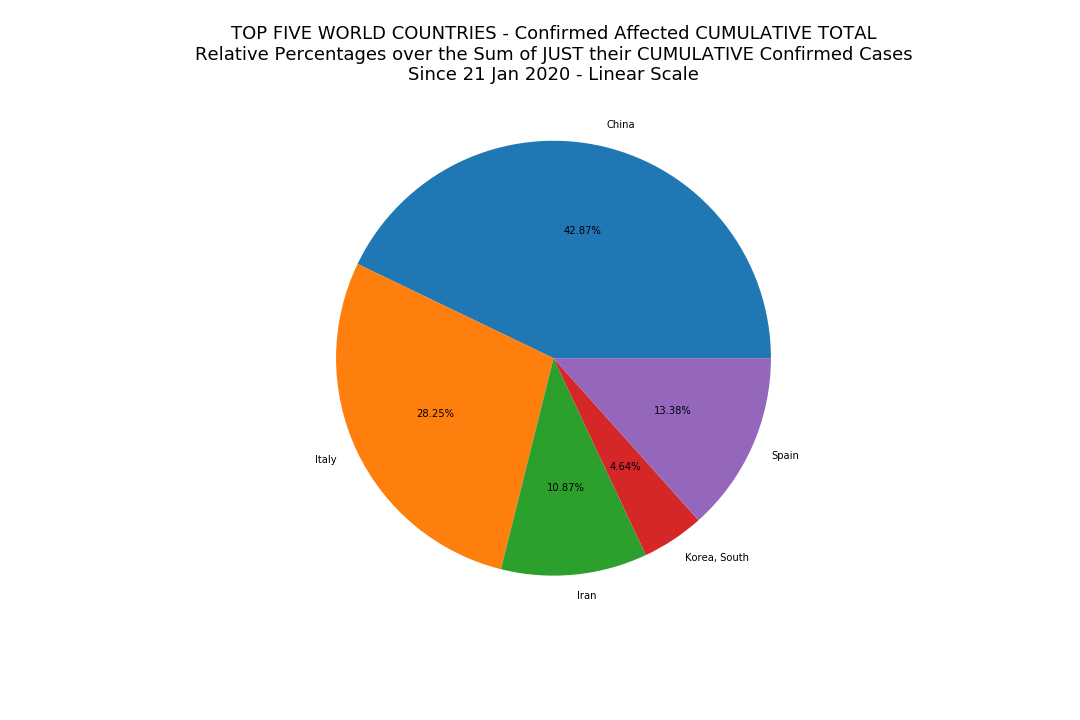 TOP FIVE WORLD COUNTRIES - Confirmed Affected CUMULATIVE TOTAL
Relative Percentages over the Sum of JUST their CUMULATIVE Confirmed Cases
Since 21 Jan 2020 - Linear Scale
China
42.87%
28.25%
Italy
13.38%
Spain
4.64%
10.87%
Korea, South
Iran